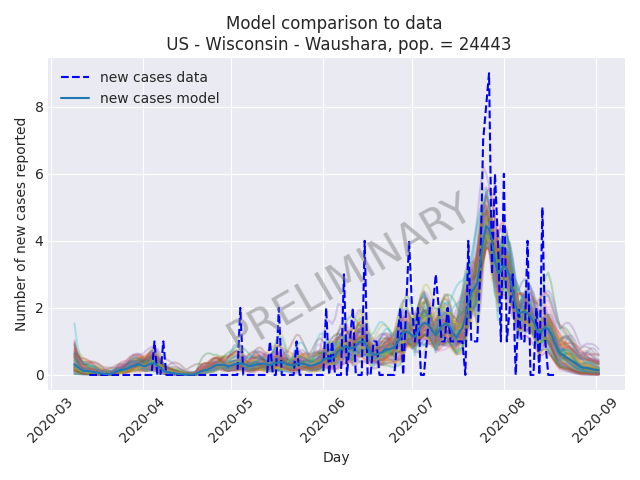 Model comparison to data
US - Wisconsin - Waushara, pop. = 24443
new cases data
new cases model
PRELIMINARY
Number of new cases reported
8
6
4
2
0
2020-03
2020-04
2020-05
2020-06
2020-07
2020-08
2020-09
Day